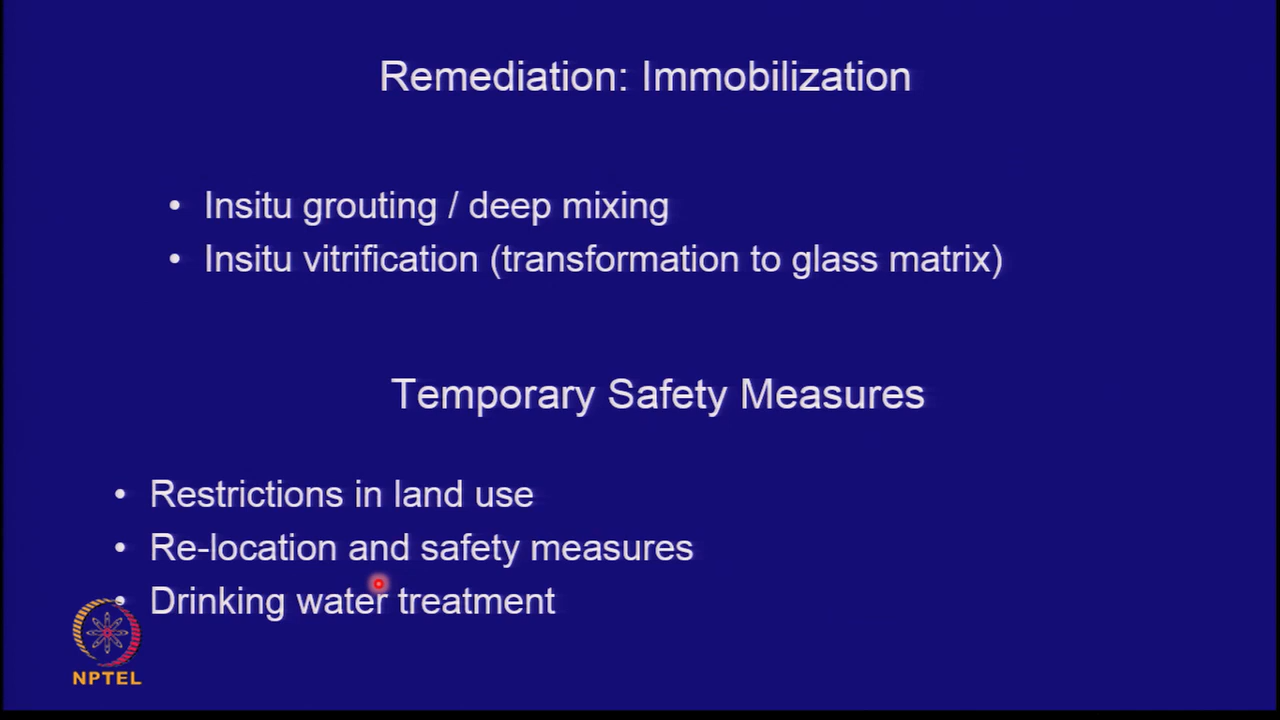 Remediation: Immobilization
• Insitu grouting / deep mixing
• Insitu vitrification (transformation to glass matrix)
Temporary Safety Measures
• Restrictions in land use
• Re-location and safety measures
• Drinking water treatment
NPTEL